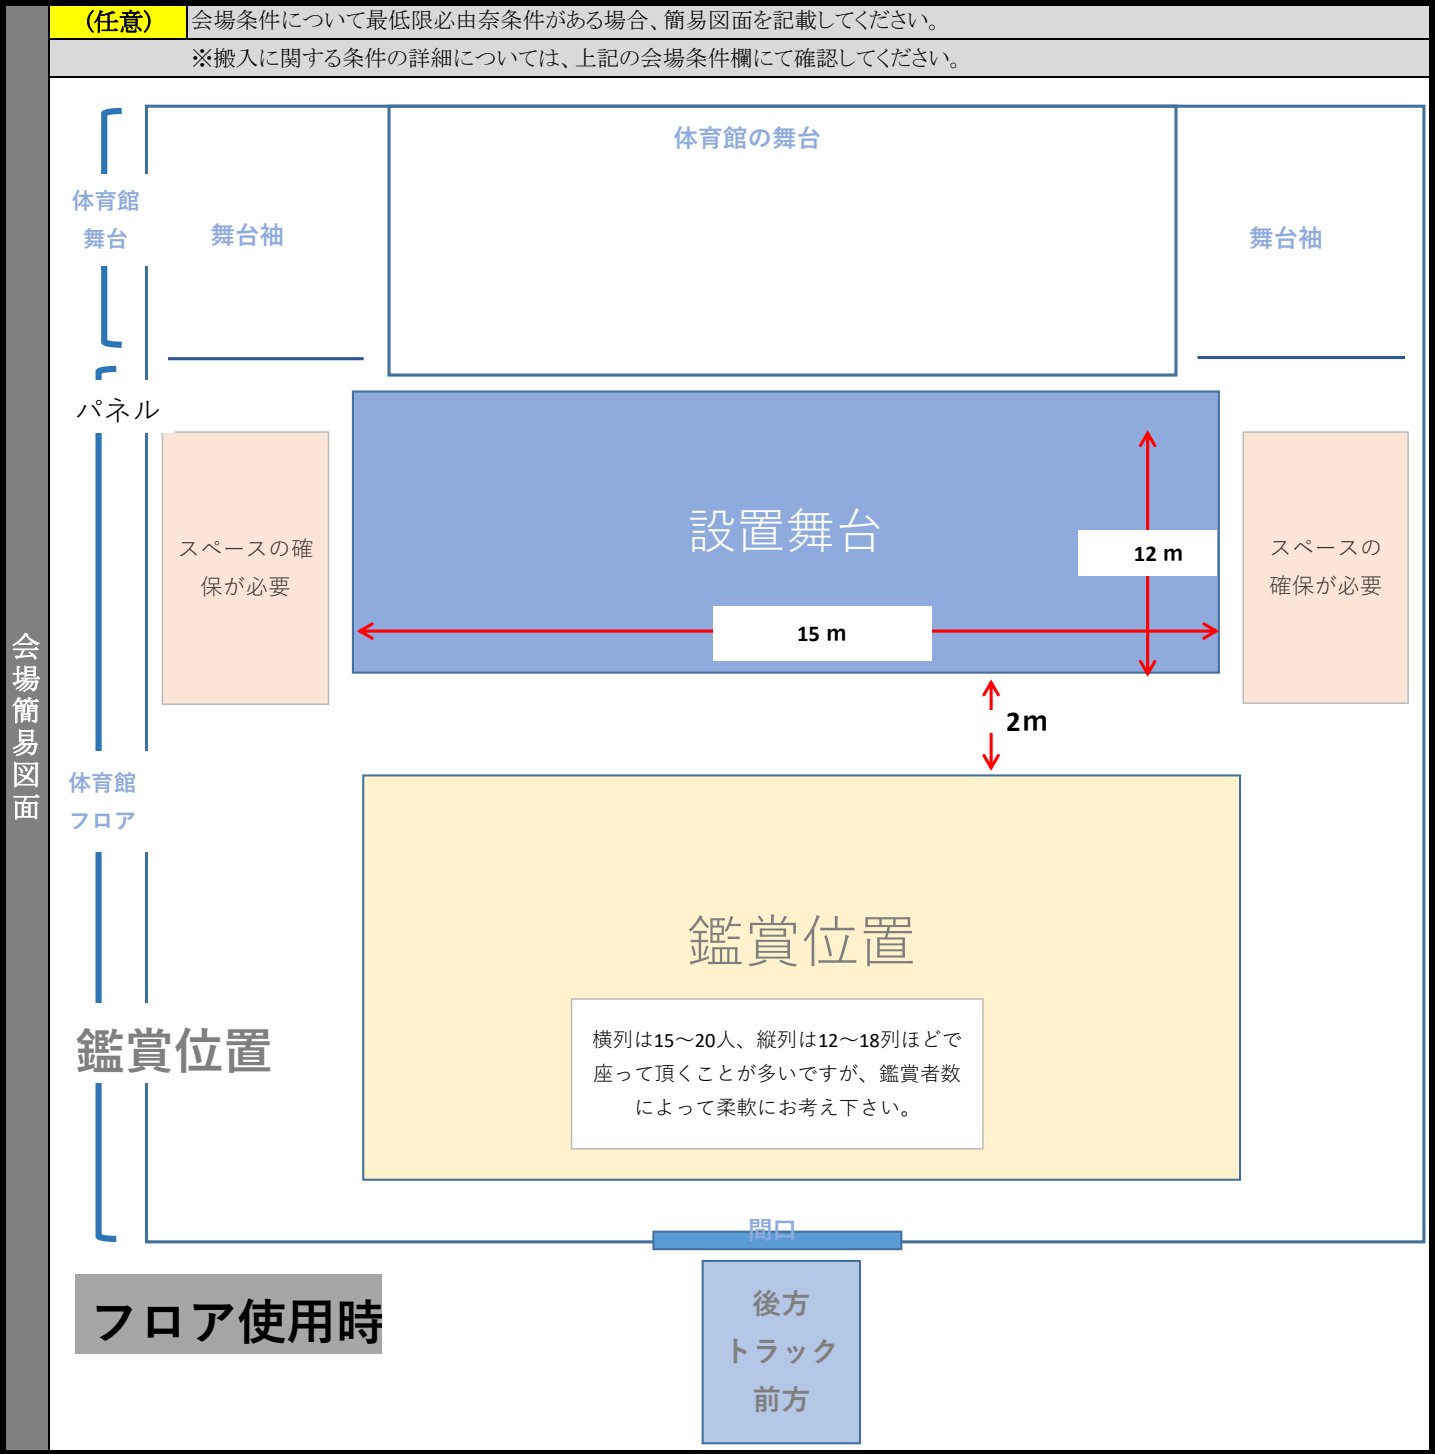 (任意)
会場条件について最低限必由奈条件がある場合、簡易図面を記載してください。
※搬入に関する条件の詳細については、上記の会場条件欄にて確認してください。
会場簡易図面
体育館の舞台
体育館
舞台
舞台袖
舞台袖
パネル
スペースの確
保が必要
設置舞台
12 m
15 m
スペースの
確保が必要
2m
体育館
フロア
鑑賞位置
横列は15～20人、縦列は12～18列ほどで
座って頂くことが多いですが、鑑賞者数
によって柔軟にお考え下さい。
鑑賞位置
間口
フロア使用時
後方
トラック
前方